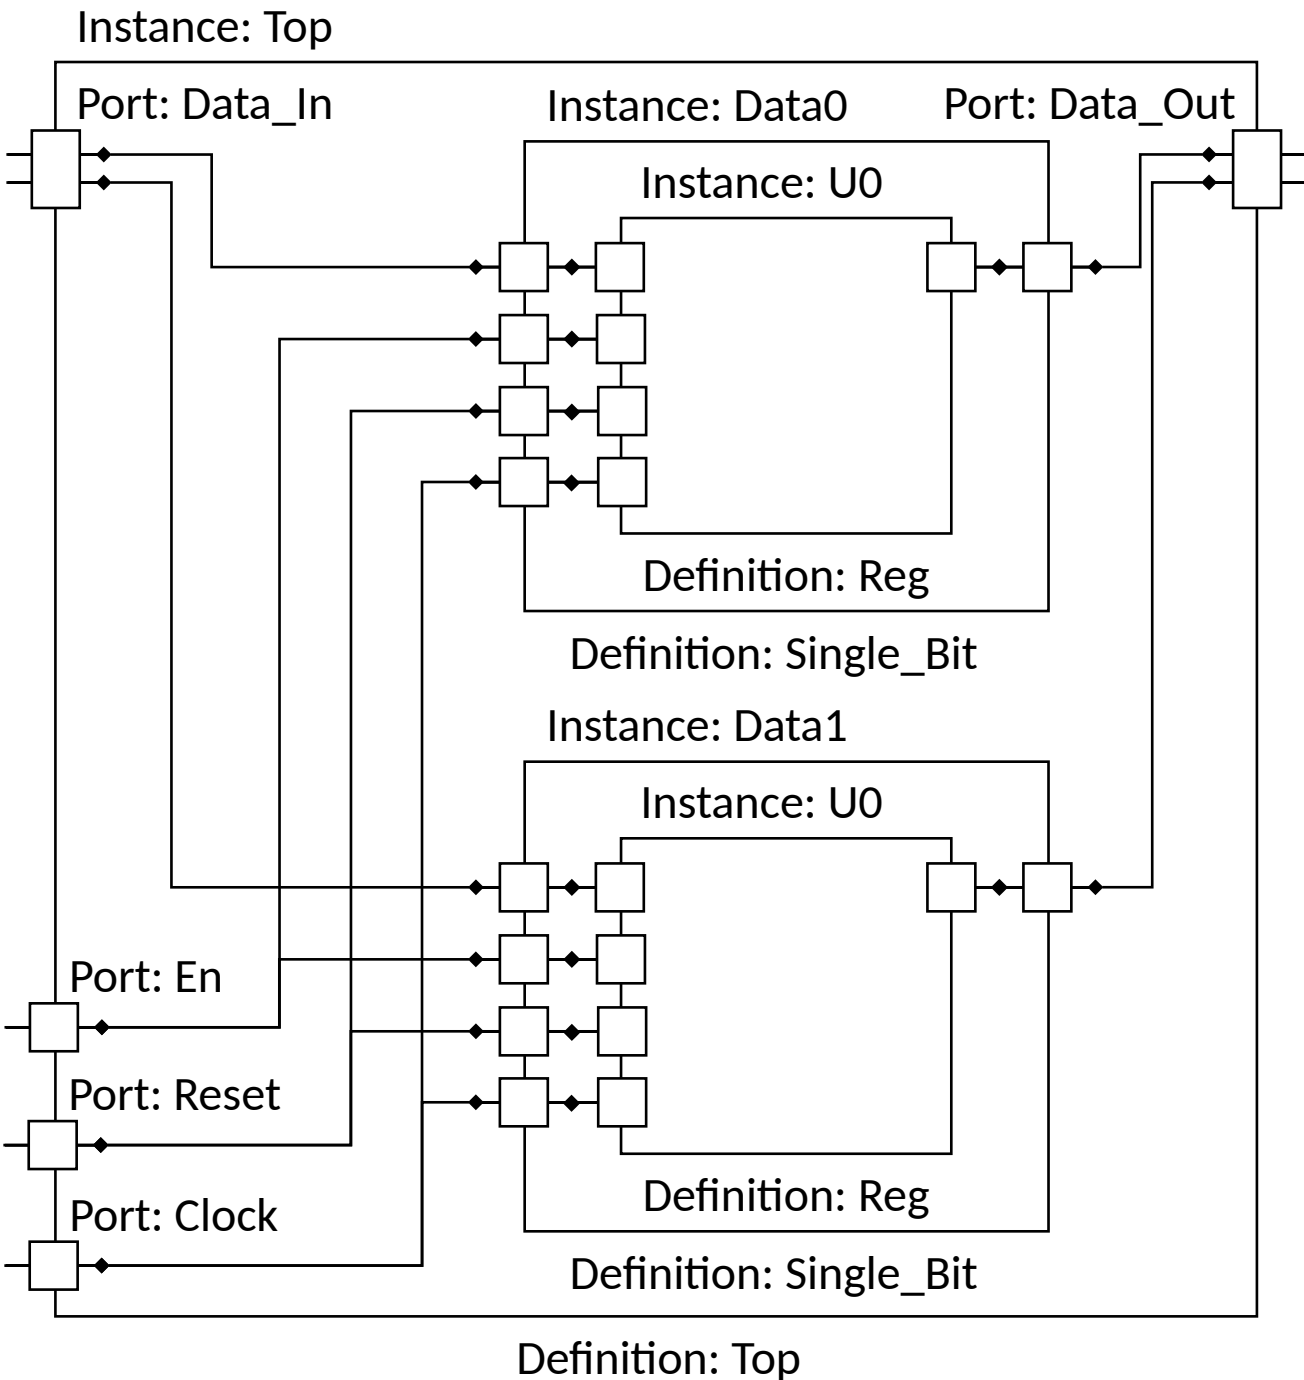 Instance: Top
Port: Data_In
Instance: Data0
Port: Data_Out
Instance: U0
Definition: Reg
Definition: Single_Bit
Instance: Data1
Instance: U0
Port: En
Port: Reset
Definition: Reg
Port: Clock
Definition: Single_Bit
Definition: Top